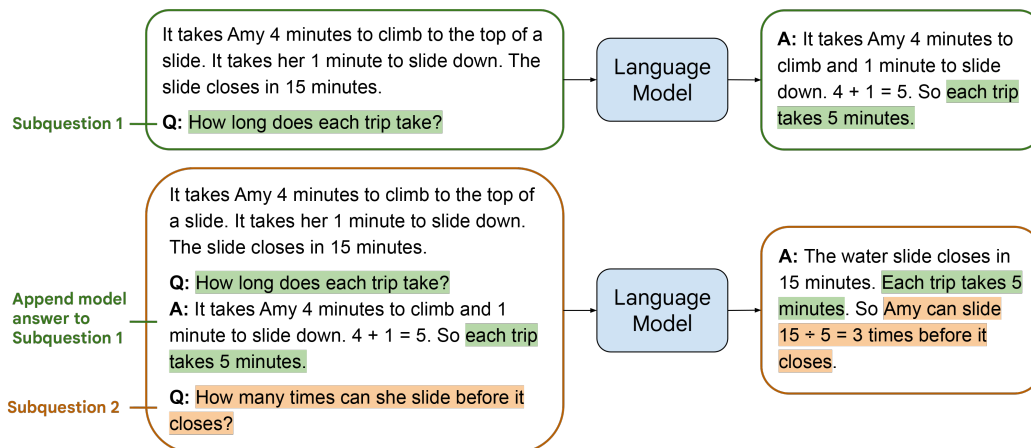 It takes Amy 4 minutes to climb to the top of a
slide. It takes her 1 minute to slide down. The
slide closes in 15 minutes.
Subsquestion 1
Q: How long does each trip take?
Language
Model
A: It takes Amy 4 minutes to
climb and 1 minute to slide
down. 4 + 1 = 5. So each trip
takes 5 minutes.
It takes Amy 4 minutes to climb to the top of
a slide. It takes her 1 minute to slide down.
The slide closes in 15 minutes.
Q: How long does each trip take?
Append model
answer to
Subquestion 1
A: It takes Amy 4 minutes to climb and 1
minute to slide down. 4 + 1 = 5. So each trip
takes 5 minutes.
Subquestion 2
Q: How many times can she slide before it
closes?
Language
Model
A: The water slide closes in
15 minutes. Each trip takes 5
minutes. So Amy can slide
15 ÷ 5 = 3 times before it
closes.